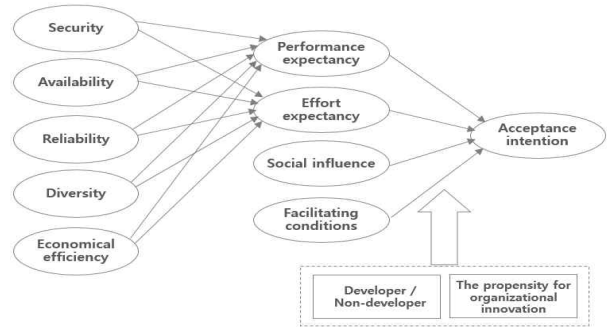 Security
Availability
Reliability
Diversity
Economical
efficiency
Performance
expectancy
Effort
expectancy
Social influence
Facilitating
conditions
Acceptance
intention
Developer /
Non-developer
The propensity for
organizational
innovation